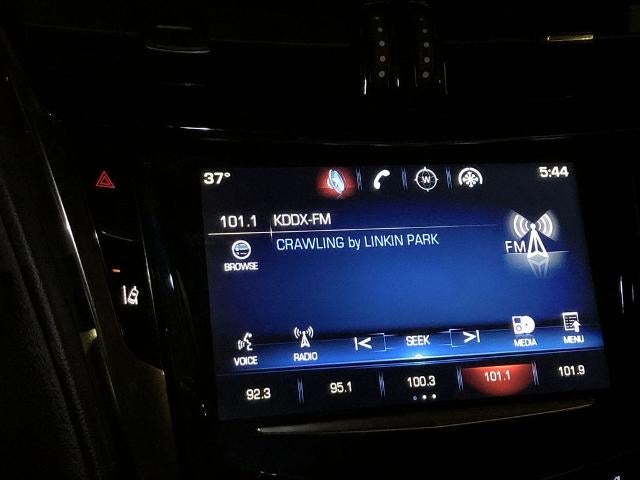 37° 5:44
W
101.1 KDDX-FM
CRAWLING by LINKIN PARK
FM
BROWSE
VOICE RADIO SEEK MEDIA MENU
92.3 95.1 100.3 101.1 101.9